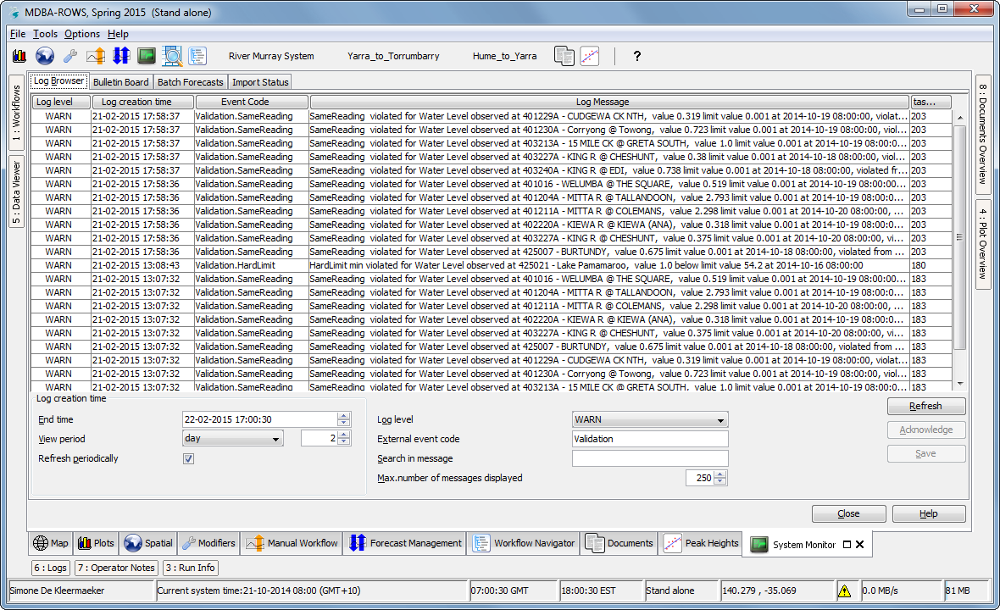 MDBA-ROWS, Spring 2015 (Stand alone)
File Tools Options Help
River Murray System Yarra_to_Torrumbarry Hume_to_Yarra ?
1 : Workflows
5 : Data Viewer
Log Browser Bulletin Board Batch Forecasts Import Status
Log level Log creation time Event Code Log Message tas...
WARN 21-02-2015 17:58:37 Validation.SameReading SameReading violated for Water Level observed at 401229A - CUDGEWA CK NTH, value 0.319 limit value 0.001 at 2014-10-19 08:00:00, violat... 203
WARN 21-02-2015 17:58:37 Validation.SameReading SameReading violated for Water Level observed at 401230A - Corryong @ Towong, value 0.723 limit value 0.001 at 2014-10-19 08:00:00, viol... 203
WARN 21-02-2015 17:58:37 Validation.SameReading SameReading violated for Water Level observed at 403213A - 15 MILE CK @ GRETA SOUTH, value 1.0 limit value 0.001 at 2014-10-19 08:00:0... 203
WARN 21-02-2015 17:58:37 Validation.SameReading SameReading violated for Water Level observed at 403227A - KING R @ CHESHUNT, value 0.38 limit value 0.001 at 2014-10-18 08:00:00, viol... 203
WARN 21-02-2015 17:58:37 Validation.SameReading SameReading violated for Water Level observed at 403240A - KING R @ EDI, value 0.738 limit value 0.001 at 2014-10-18 08:00:00, violated fr... 203
WARN 21-02-2015 17:58:36 Validation.SameReading SameReading violated for Water Level observed at 401016 - WELUMBA @ THE SQUARE, value 0.519 limit value 0.001 at 2014-10-19 08:00:00... 203
WARN 21-02-2015 17:58:36 Validation.SameReading SameReading violated for Water Level observed at 401204A - MITTA R @ TALLANDOON, value 2.793 limit value 0.001 at 2014-10-19 08:00:0... 203
WARN 21-02-2015 17:58:36 Validation.SameReading SameReading violated for Water Level observed at 401211A - MITTA R @ COLEMANS, value 2.298 limit value 0.001 at 2014-10-20 08:00:00, ... 203
WARN 21-02-2015 17:58:36 Validation.SameReading SameReading violated for Water Level observed at 402220A - KIEWA R @ KIEWA (ANA), value 0.318 limit value 0.001 at 2014-10-19 08:00:0... 203
WARN 21-02-2015 17:58:36 Validation.SameReading SameReading violated for Water Level observed at 403227A - KING R @ CHESHUNT, value 0.375 limit value 0.001 at 2014-10-20 08:00:00, vi... 203
WARN 21-02-2015 17:58:36 Validation.SameReading SameReading violated for Water Level observed at 425007 - BURTUNDY, value 0.675 limit value 0.001 at 2014-10-18 08:00:00, violated from ... 203
WARN 21-02-2015 13:08:43 Validation.HardLimit HardLimit min violated for Water Level observed at 425021 - Lake Pamamaroo, value 1.0 below limit value 54.2 at 2014-10-16 08:00:00 180
WARN 21-02-2015 13:07:32 Validation.SameReading SameReading violated for Water Level observed at 401016 - WELUMBA @ THE SQUARE, value 0.519 limit value 0.001 at 2014-10-19 08:00:00... 183
WARN 21-02-2015 13:07:32 Validation.SameReading SameReading violated for Water Level observed at 401204A - MITTA R @ TALLANDOON, value 2.793 limit value 0.001 at 2014-10-19 08:00:0... 183
WARN 21-02-2015 13:07:32 Validation.SameReading SameReading violated for Water Level observed at 401211A - MITTA R @ COLEMANS, value 2.298 limit value 0.001 at 2014-10-20 08:00:00, ... 183
WARN 21-02-2015 13:07:32 Validation.SameReading SameReading violated for Water Level observed at 402220A - KIEWA R @ KIEWA (ANA), value 0.318 limit value 0.001 at 2014-10-19 08:00:0... 183
WARN 21-02-2015 13:07:32 Validation.SameReading SameReading violated for Water Level observed at 403227A - KING R @ CHESHUNT, value 0.375 limit value 0.001 at 2014-10-20 08:00:00, vi... 183
WARN 21-02-2015 13:07:32 Validation.SameReading SameReading violated for Water Level observed at 425007 - BURTUNDY, value 0.675 limit value 0.001 at 2014-10-18 08:00:00, violated from ... 183
WARN 21-02-2015 13:07:32 Validation.SameReading SameReading violated for Water Level observed at 401229A - CUDGEWA CK NTH, value 0.319 limit value 0.001 at 2014-10-19 08:00:00, violat... 183
WARN 21-02-2015 13:07:32 Validation.SameReading SameReading violated for Water Level observed at 401230A - Corryong @ Towong, value 0.723 limit value 0.001 at 2014-10-19 08:00:00, viol... 183
WARN 21-02-2015 13:07:32 Validation.SameReading SameReading violated for Water Level observed at 403213A - 15 MILE CK @ GRETA SOUTH, value 1.0 limit value 0.001 at 2014-10-19 08:00:0... 183
8 : Documents Overview
4 : Plot Overview
Log creation time
End time 22-02-2015 17:00:30
View period day 2
Refresh periodically
Log level WARN
External event code Validation
Search in message
Max.number of messages displayed 250
Refresh
Acknowledge
Save
Close Help
Map Plots Spatial Modifiers Manual Workflow Forecast Management Workflow Navigator Documents Peak Heights System Monitor
6 : Logs 7 : Operator Notes 3 : Run Info
Simone De Kleermaeker Current system time:21-10-2014 08:00 (GMT+10) 07:00:30 GMT 18:00:30 EST Stand alone 140.279 , -35.069 0.0 MB/s 81 MB